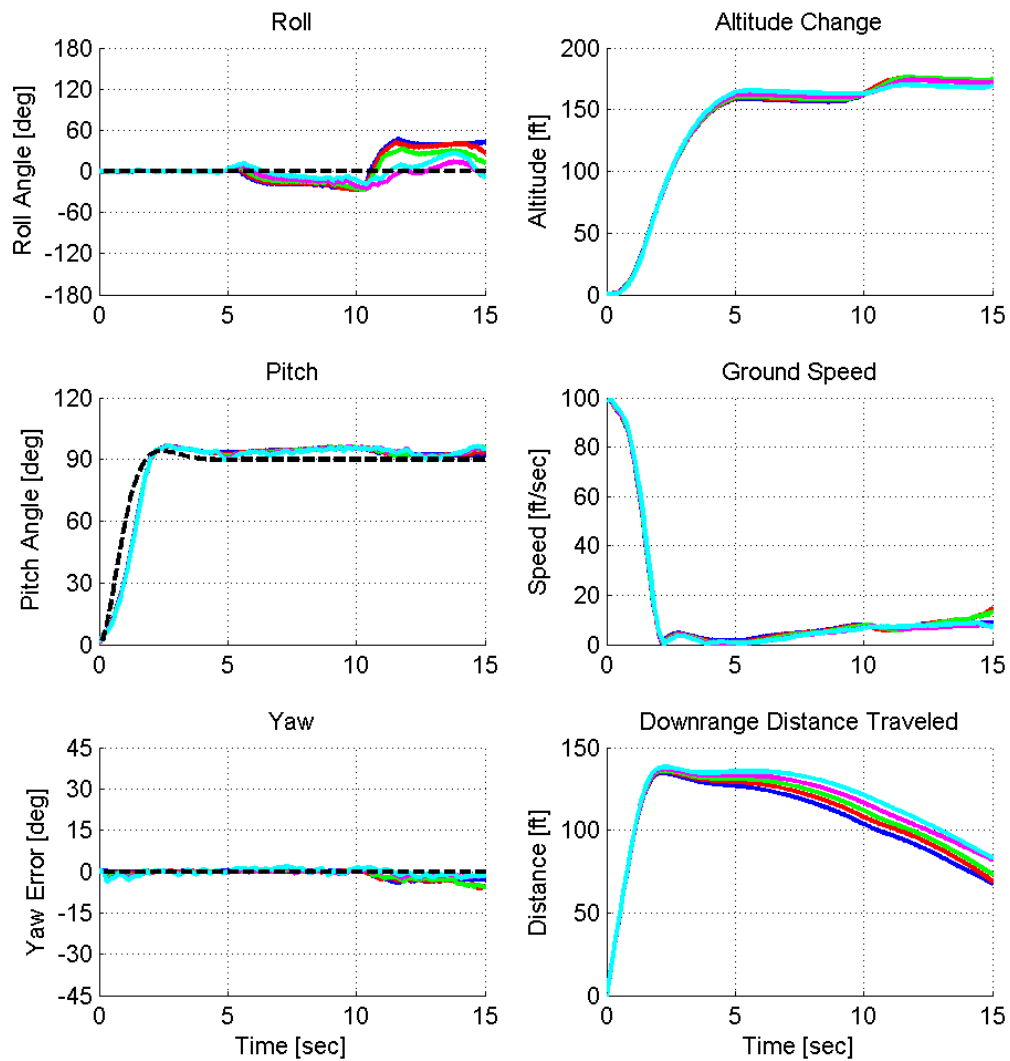 Roll
180
120
60
0
-60
-120
-180
Roll Angle [deg]
0 5 10 15
Altitude Change
200
150
100
50
0
Altitude [ft]
0 5 10 15
Pitch
120
90
60
30
0
Pitch Angle [deg]
0 5 10 15
Ground Speed
100
80
60
40
20
0
Speed [ft/sec]
0 5 10 15
Yaw
45
30
15
0
-15
-30
-45
Yaw Error [deg]
0 5 10 15
Time [sec]
Downrange Distance Traveled
150
100
50
0
Distance [ft]
0 5 10 15
Time [sec]